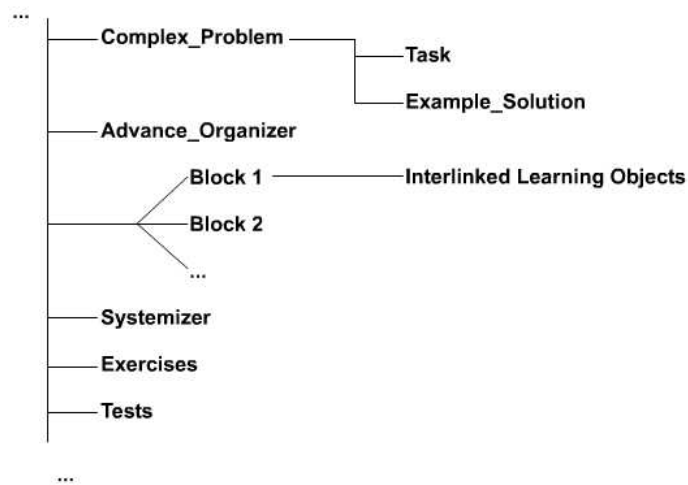 ...
Complex_Problem
Task
Example_Solution
Advance_Organizer
Block 1
Interlinked Learning Objects
Block 2
...
Systemizer
Exercises
Tests
...